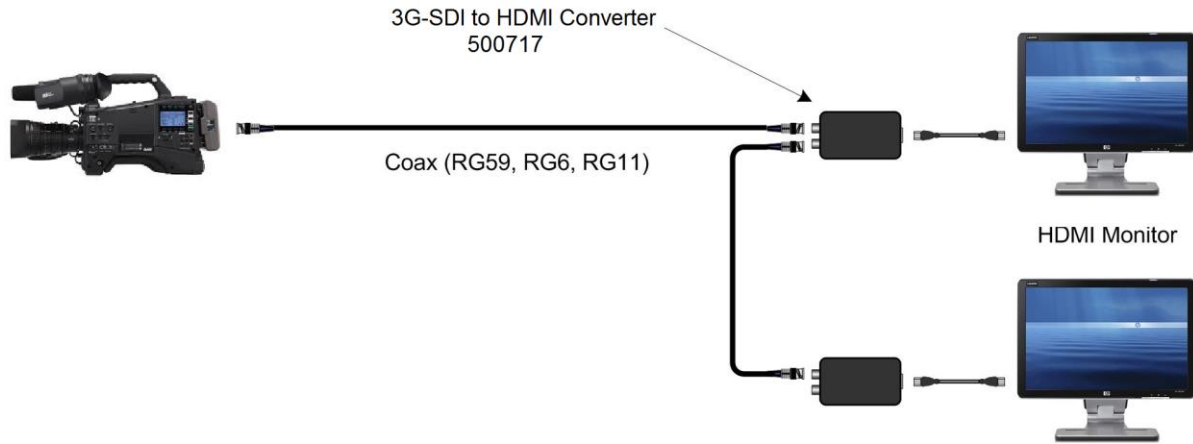 3G-SDI to HDMI Converter
500717
Coax (RG59, RG6, RG11)
HDMI Monitor